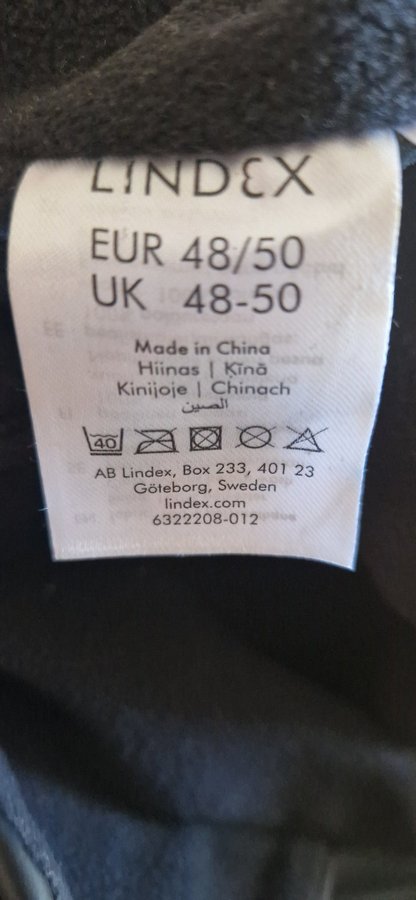 LINDEX
EUR 48/50
UK 48-50
Made in China
Hiinas | Ķīnā
Kinijoje | Chinach
الصين
40
AB Lindex, Box 233, 401 23
Göteborg, Sweden
lindex.com
6322208-012